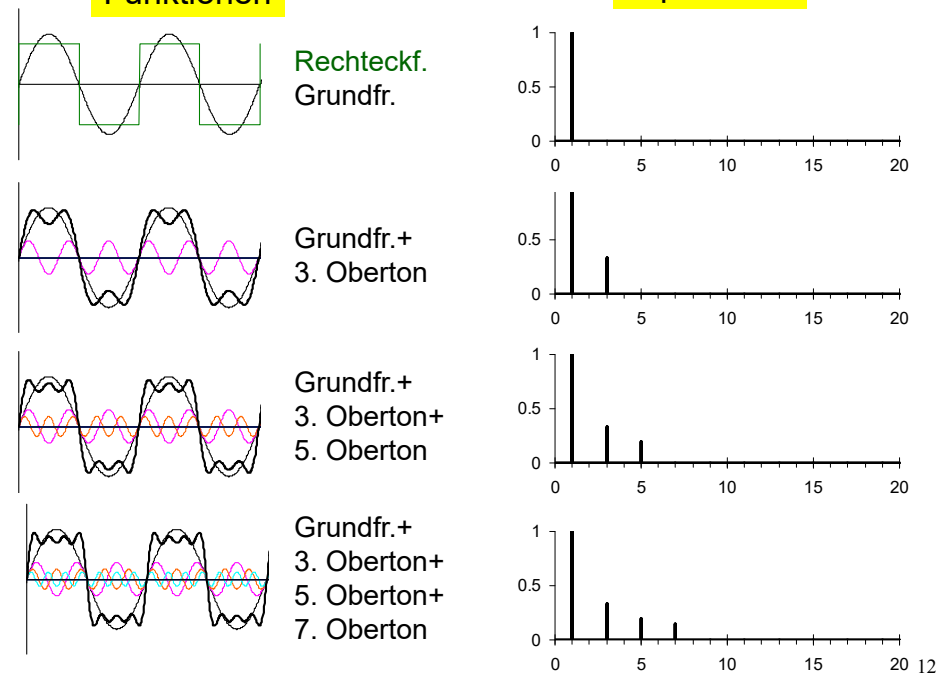 Funktionen
Rechteckf.
Grundfr.
1
0.5
0
0 5 10 15 20
Grundfr.+
3. Oberton
0.5
0
0 5 10 15 20
Grundfr.+
3. Oberton+
5. Oberton
1
0.5
0
0 5 10 15 20
Grundfr.+
3. Oberton+
5. Oberton+
7. Oberton
1
0.5
0
0 5 10 15 20
12